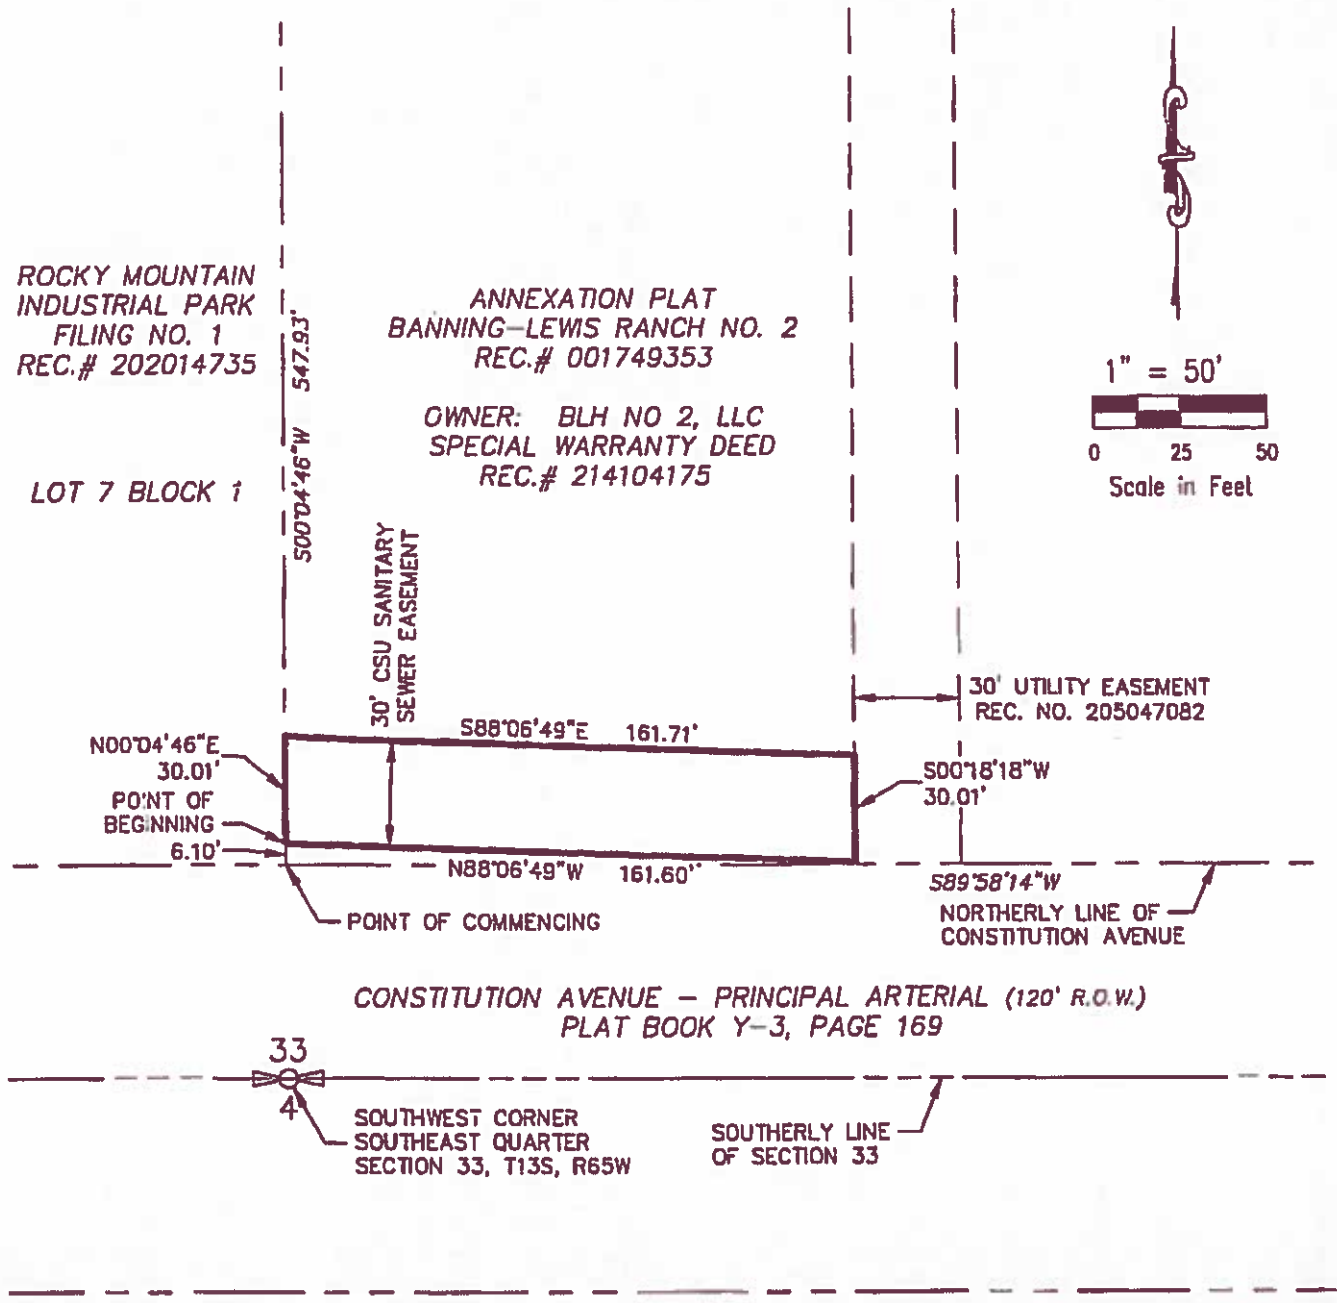 ROCKY MOUNTAIN
INDUSTRIAL PARK
FILING NO. 1
REC.# 202014735
LOT 7 BLOCK 1
S00°04'46"W 547.93'
ANNEXATION PLAT
BANNING-LEWIS RANCH NO. 2
REC.# 001749353
OWNER: BLH NO 2, LLC
SPECIAL WARRANTY DEED
REC.# 214104175
1" = 50'
0 25 50
Scale in Feet
30' CSU SANITARY
SEWER EASEMENT
30' UTILITY EASEMENT
REC. NO. 205047082
S88°06'49"E 161.71'
N00°04'46"E
30.01'
POINT OF
BEGINNING
6.10'
S00°18'18"W
30.01'
N88°06'49"W 161.60'
S89°58'14"W
POINT OF COMMENCING
NORTHERLY LINE OF
CONSTITUTION AVENUE
CONSTITUTION AVENUE - PRINCIPAL ARTERIAL (120' R.O.W.)
PLAT BOOK Y-3, PAGE 169
33
4
SOUTHWEST CORNER
SOUTHEAST QUARTER
SECTION 33, T13S, R65W
SOUTHERLY LINE
OF SECTION 33